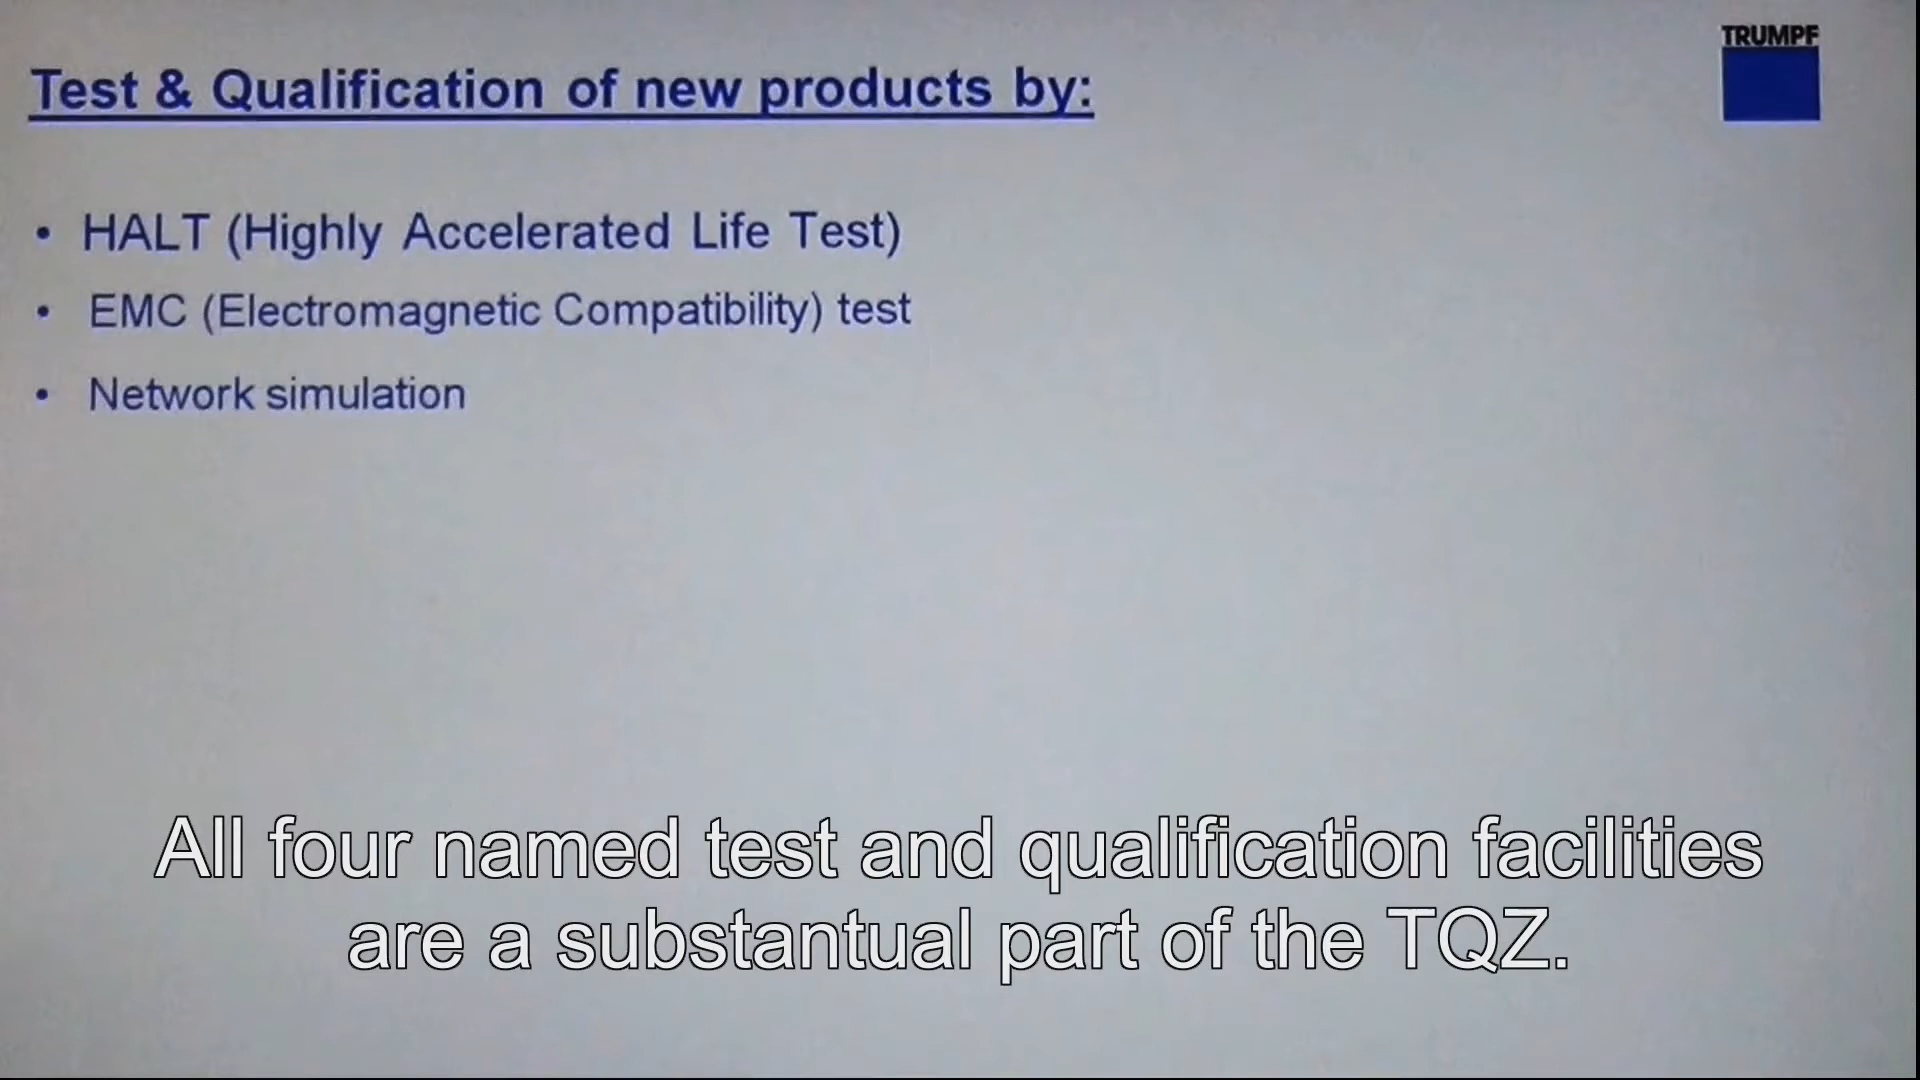 TRUMPF
Test & Qualification of new products by:
• HALT (Highly Accelerated Life Test)
• EMC (Electromagnetic Compatibility) test
• Network simulation
All four named test and qualification facilities
are a substantual part of the TQZ.